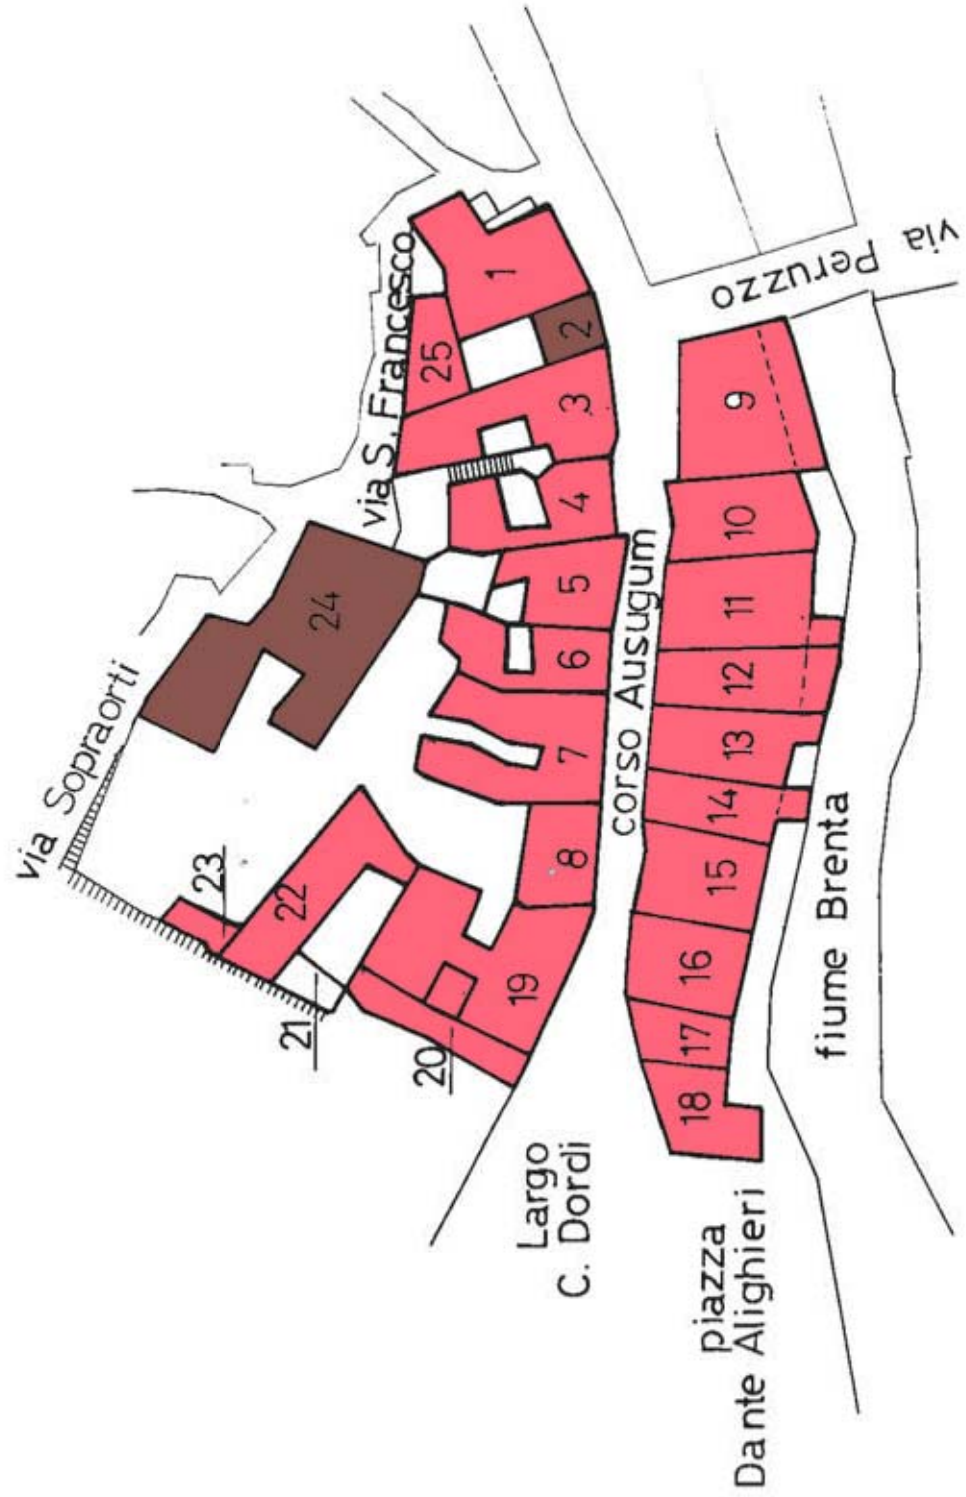 via Sopraorti
via S. Francesco
via
Peruzzo
corso Ausugum
fiume Brenta
Largo
C. Dordi
piazza
Dante Alighieri
1
2
3
4
5
6
7
8
9
10
11
12
13
14
15
16
17
18
19
20
21
22
23
24
25